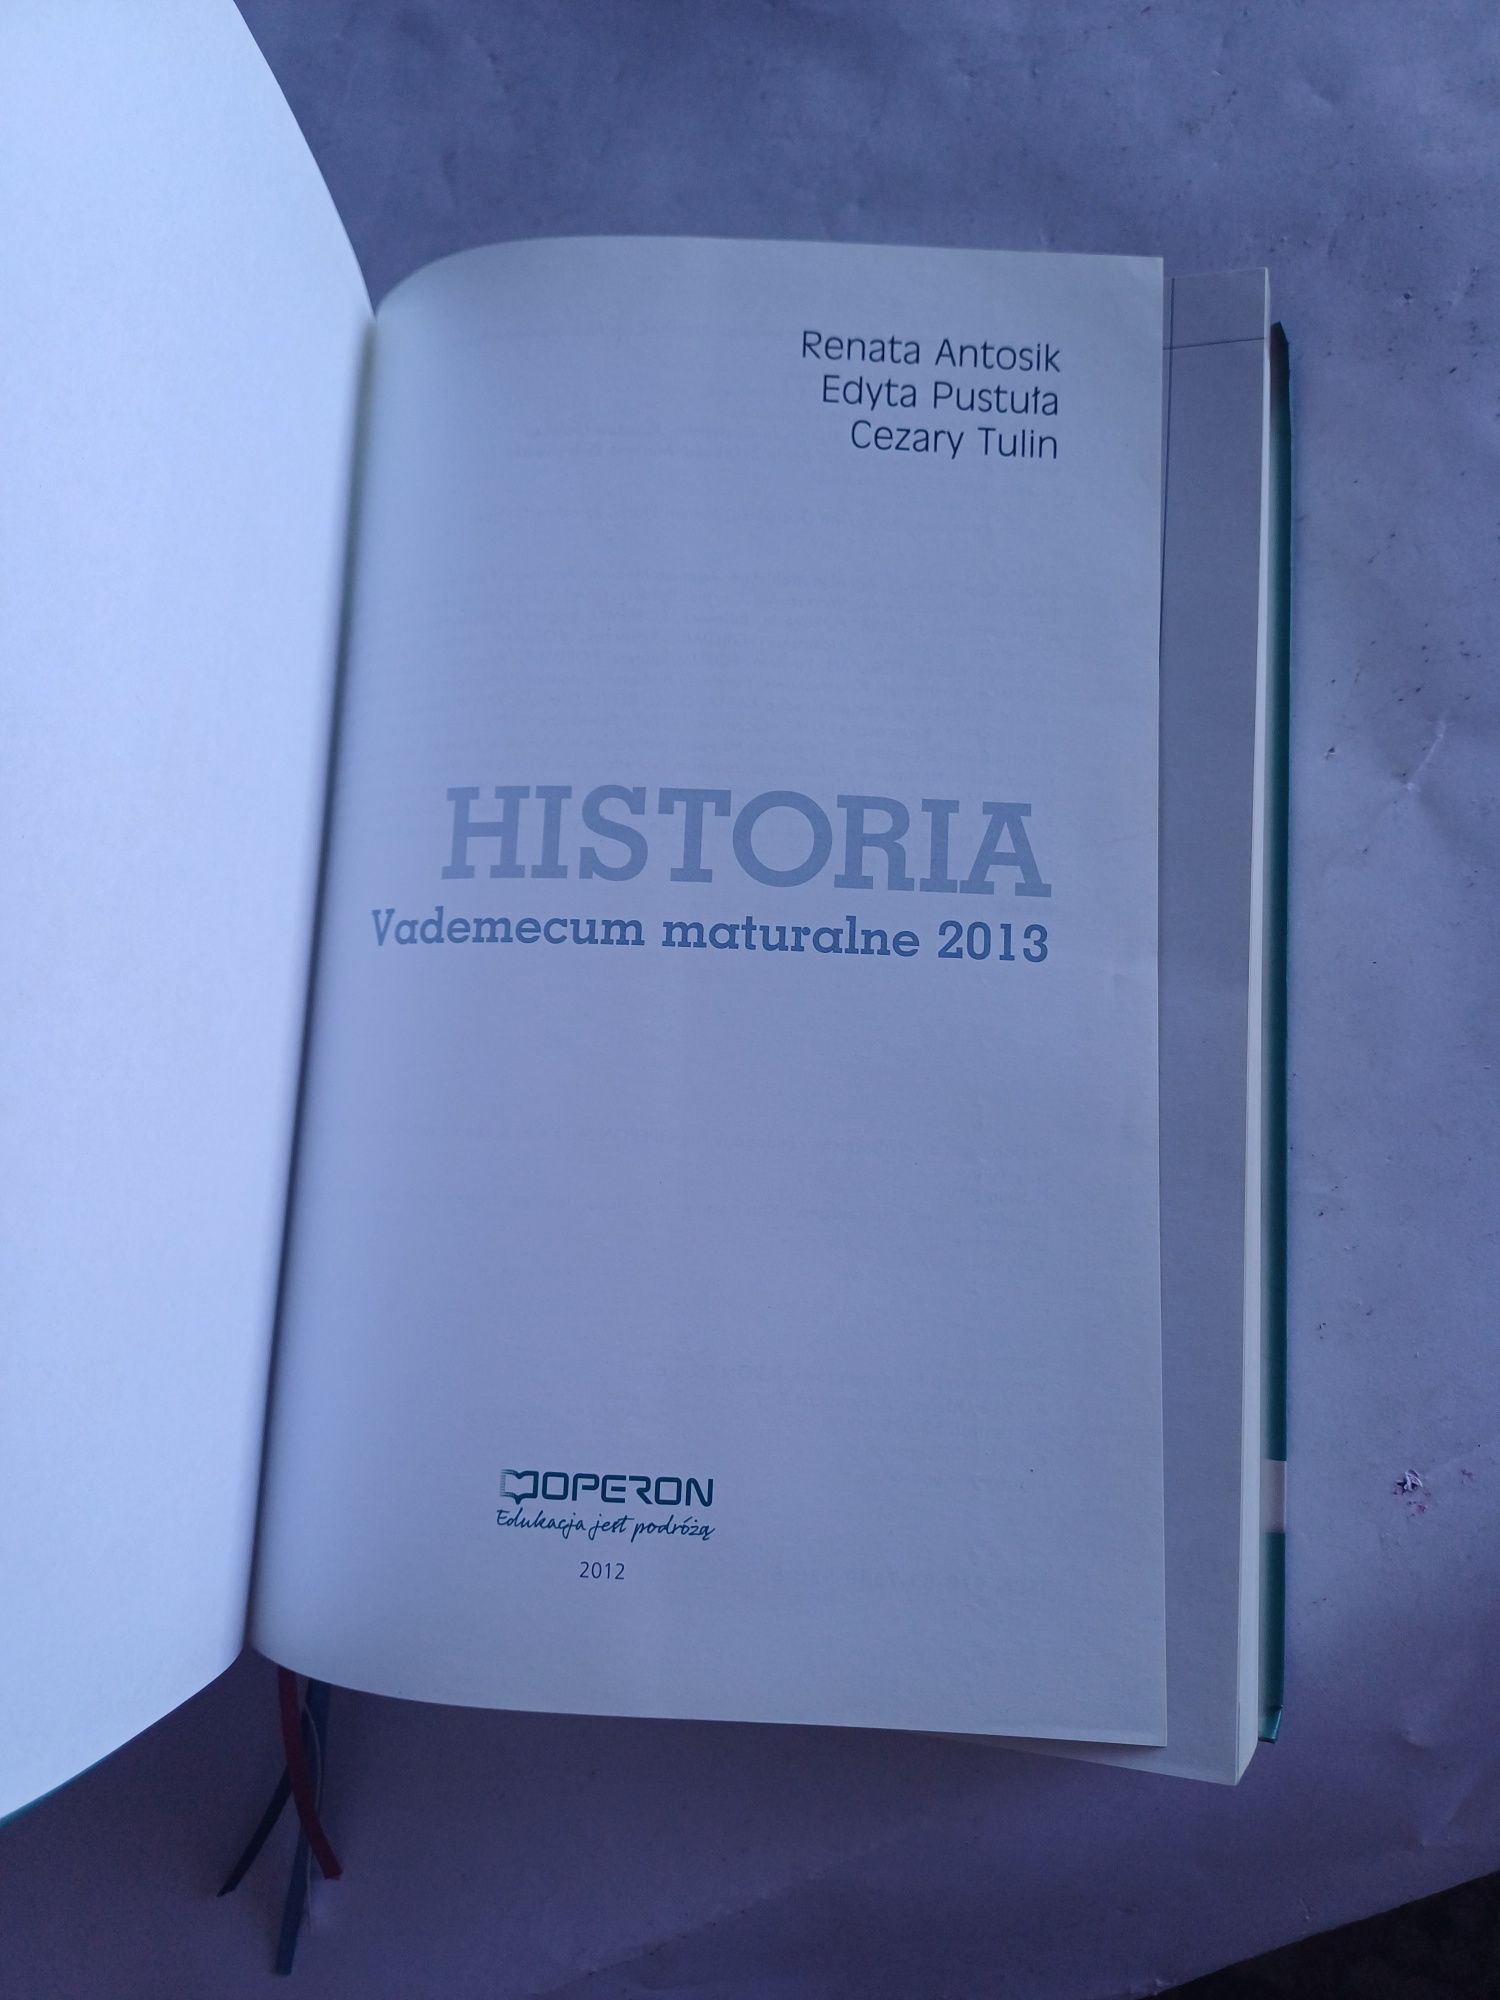 Renata Antosik
Edyta Pustuła
Cezary Tulin
HISTORIA
Vademecum maturalne 2013
OPERON
Edukacja jest podróżą
2012